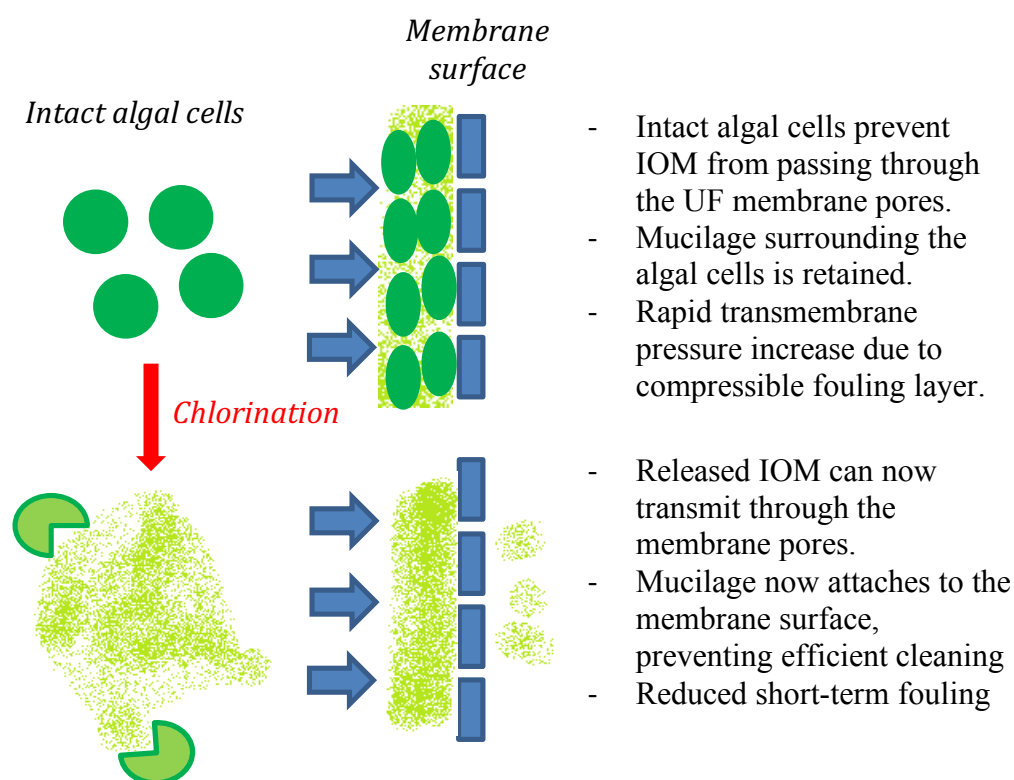 Membrane
surface
Intact algal cells
- Intact algal cells prevent
IOM from passing through
the UF membrane pores.
- Mucilage surrounding the
algal cells is retained.
- Rapid transmembrane
pressure increase due to
compressible fouling layer.
Chlorination
- Released IOM can now
transmit through the
membrane pores.
- Mucilage now attaches to the
membrane surface,
preventing efficient cleaning
- Reduced short-term fouling